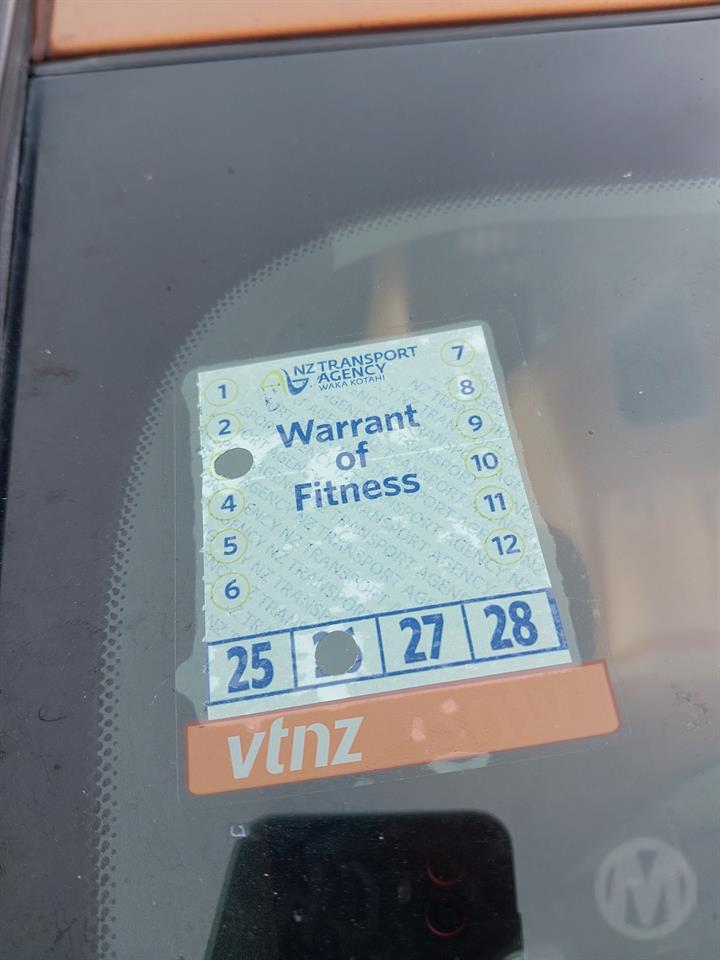 NZ TRANSPORT
AGENCY
WAKA KOTAHI
Warrant
of
Fitness
1
2
4
5
6
7
8
9
10
11
12
25 27 28
vtnz
M